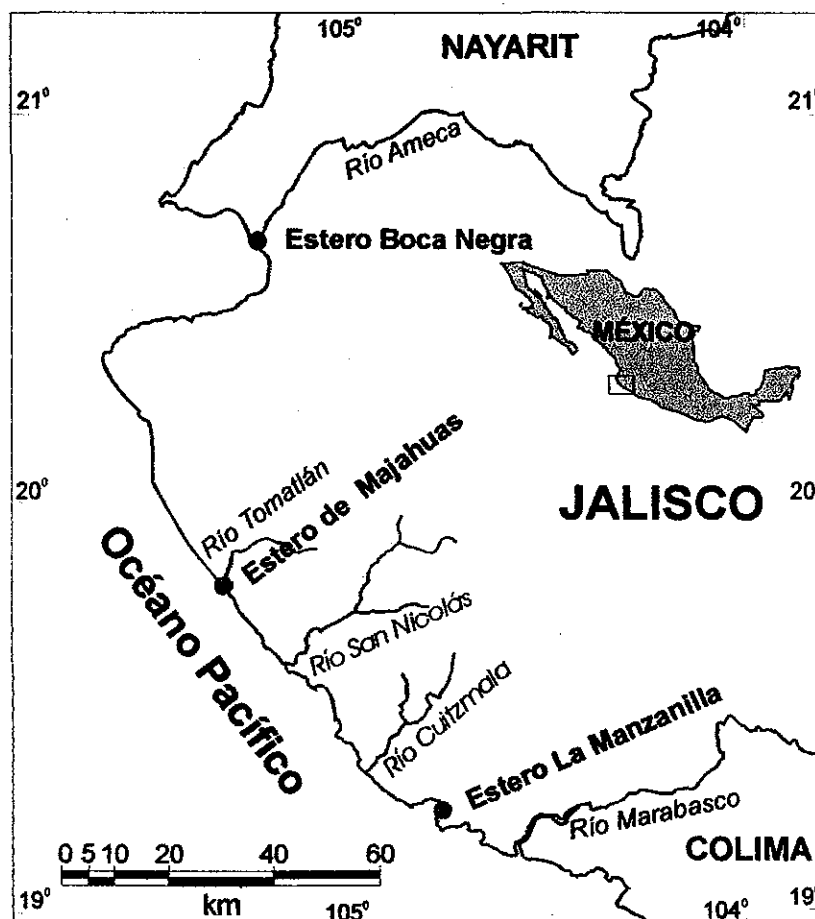 105°
104°
NAYARIT
21°
21°
Río Ameca
Estero Boca Negra
MÉXICO
20°
20
JALISCO
Río Tomatlán
Estero de Majahuas
Océano Pacífico
Río San Nicolás
Río Cuitzmala
Estero La Manzanilla
Río Marabasco
COLIMA
0 5 10 20 40 60
km
19°
105°
104°
19